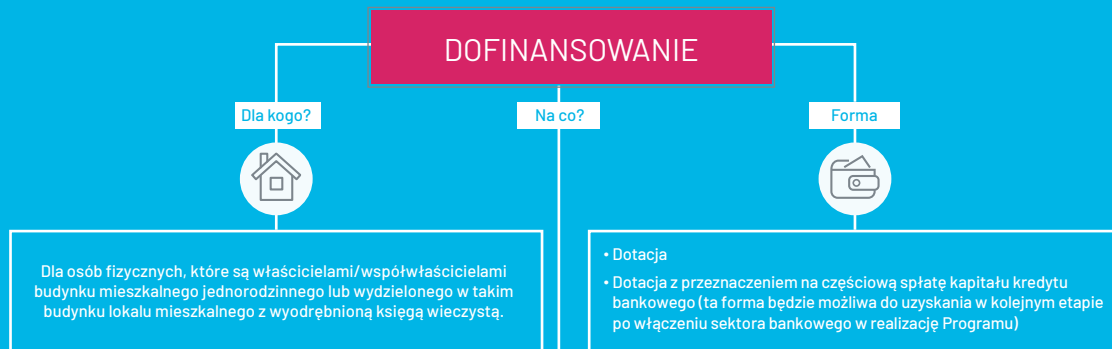 DOFINANSOWANIE
Dla kogo?
Na co?
Forma
Dla osób fizycznych, które są właścicielami/współwłaścicielami
budynku mieszkalnego jednorodzinnego lub wydzielonego w takim
budynku lokalu mieszkalnego z wyodrębnioną księgą wieczystą.
• Dotacja
• Dotacja z przeznaczeniem na częściową spłatę kapitału kredytu
bankowego (ta forma będzie możliwa do uzyskania w kolejnym etapie
po włączeniu sektora bankowego w realizację Programu)